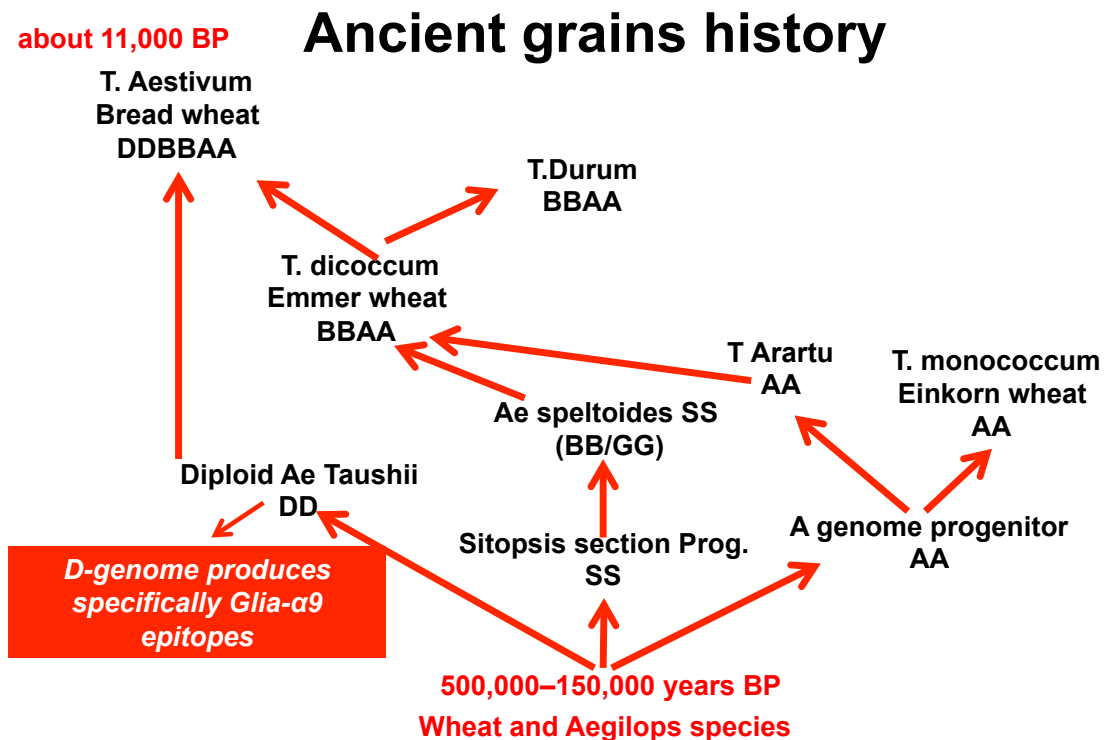 about 11,000 BP
Ancient grains history
T. Aestivum
Bread wheat
DDBBAA
T.Durum
BBAA
T. dicoccum
Emmer wheat
BBAA
T Arartu
AA
T. monococcum
Einkorn wheat
AA
Ae speltoides SS
(BB/GG)
Diploid Ae Taushii
DD
A genome progenitor
AA
Sitopsis section Prog.
SS
D-genome produces
specifically Glia-α9
epitopes
500,000–150,000 years BP
Wheat and Aegilops species